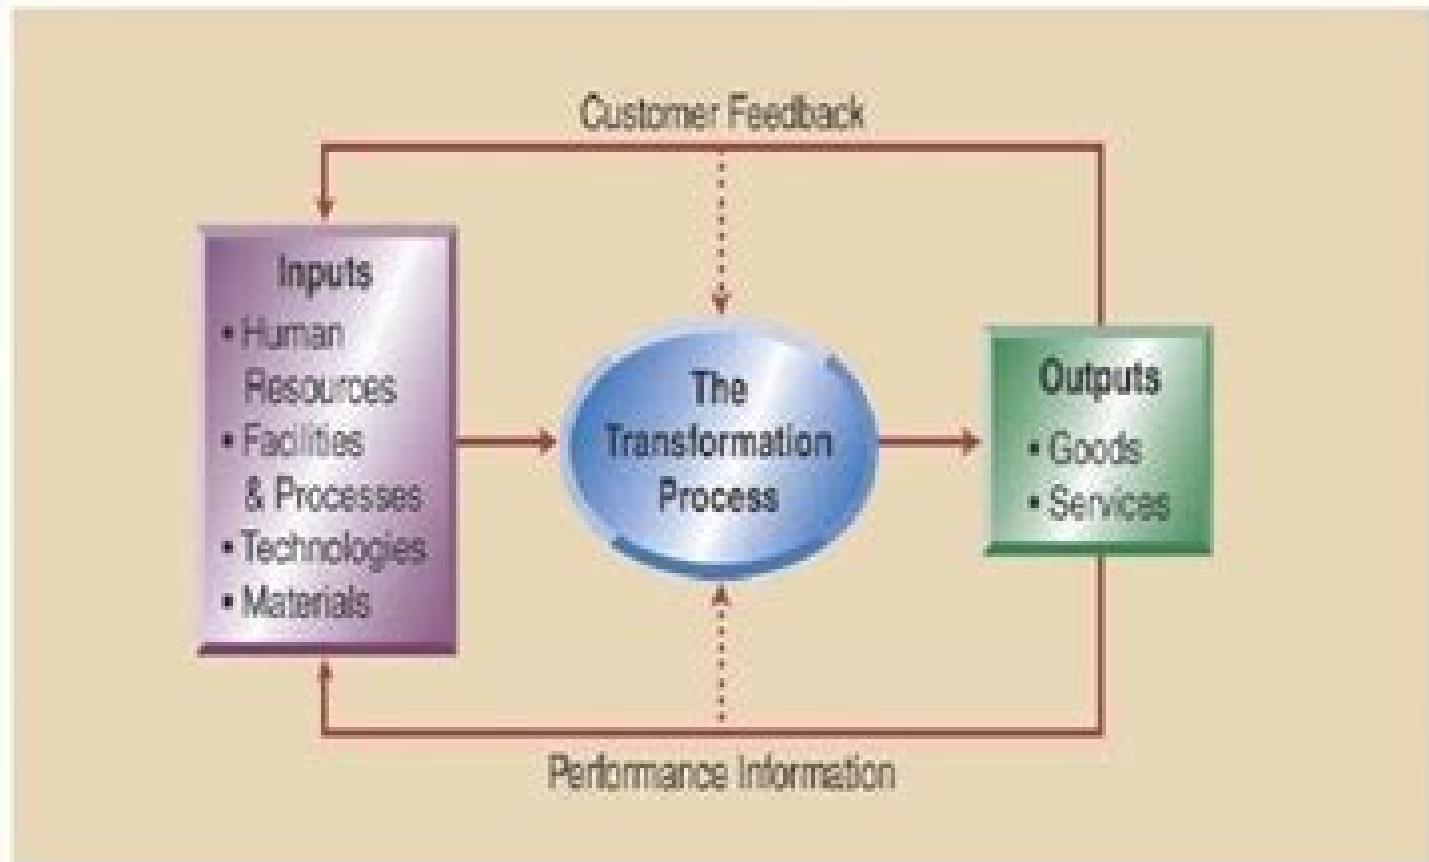 Customer Feedback
Inputs
• Human
Resources
• Facilities
& Processes
• Technologies
• Materials
The
Transformation
Process
Outputs
• Goods
• Services
Performance Information